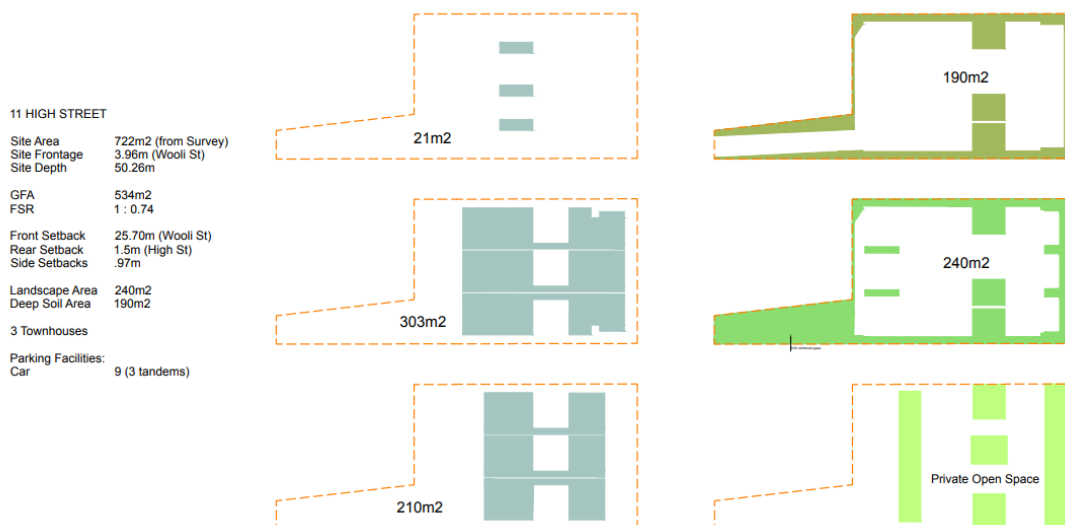 11 HIGH STREET
Site Area 722m2 (from Survey)
Site Frontage 3.96m (Wooli St)
Site Depth 50.26m
GFA 534m2
FSR 1 : 0.74
Front Setback 25.70m (Wooli St)
Rear Setback 1.5m (High St)
Side Setbacks .97m
Landscape Area 240m2
Deep Soil Area 190m2
3 Townhouses
Parking Facilities:
Car 9 (3 tandems)
21m2
190m2
303m2
240m2
210m2
Private Open Space